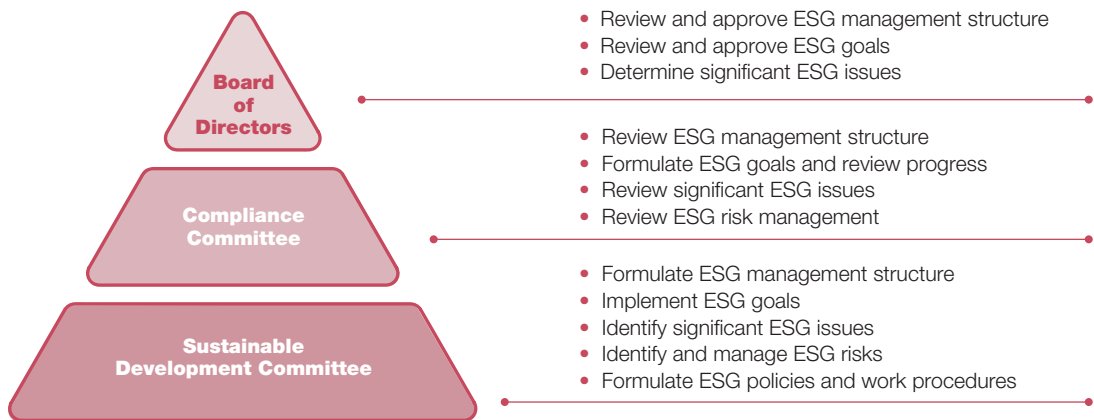 Board
of
Directors
• Review and approve ESG management structure
• Review and approve ESG goals
• Determine significant ESG issues
Compliance
Committee
• Review ESG management structure
• Formulate ESG goals and review progress
• Review significant ESG issues
• Review ESG risk management
Sustainable
Development Committee
• Formulate ESG management structure
• Implement ESG goals
• Identify significant ESG issues
• Identify and manage ESG risks
• Formulate ESG policies and work procedures